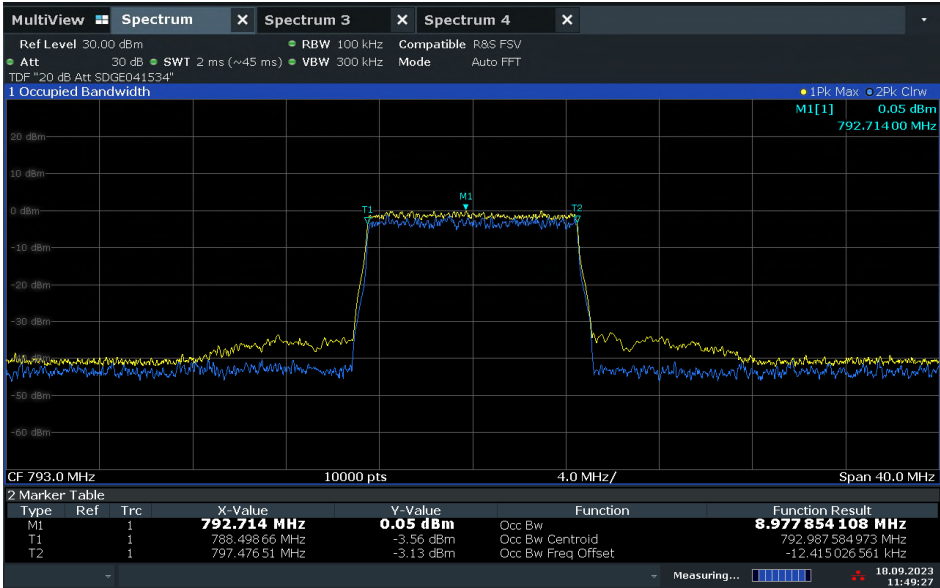 MultiView Spectrum X Spectrum 3 X Spectrum 4 X
Ref Level 30.00 dBm RBW 100 kHz Compatible R&S FSV
Att 30 dB SWT 2 ms (~45 ms) VBW 300 kHz Mode Auto FFT
TDF "20 dB Att SDGE041534"
1 Occupied Bandwidth 1Pk Max 2Pk Clrw
M1[1] 0.05 dBm
792.71400 MHz
20 dBm
10 dBm
M1
T1 T2
0 dBm
-10 dBm
-20 dBm
-30 dBm
-50 dBm
-60 dBm
CF 793.0 MHz 10000 pts 4.0 MHz/ Span 40.0 MHz
2 Marker Table
Type Ref Trc X-Value Y-Value Function Function Result
M1 1 792.714 MHz 0.05 dBm Occ Bw 8.977 854 108 MHz
T1 1 788.498 66 MHz -3.56 dBm Occ Bw Centroid 792.987 584 973 MHz
T2 1 797.476 51 MHz -3.13 dBm Occ Bw Freq Offset -12.415 026 561 kHz
Measuring... 18.09.2023
11:49:27